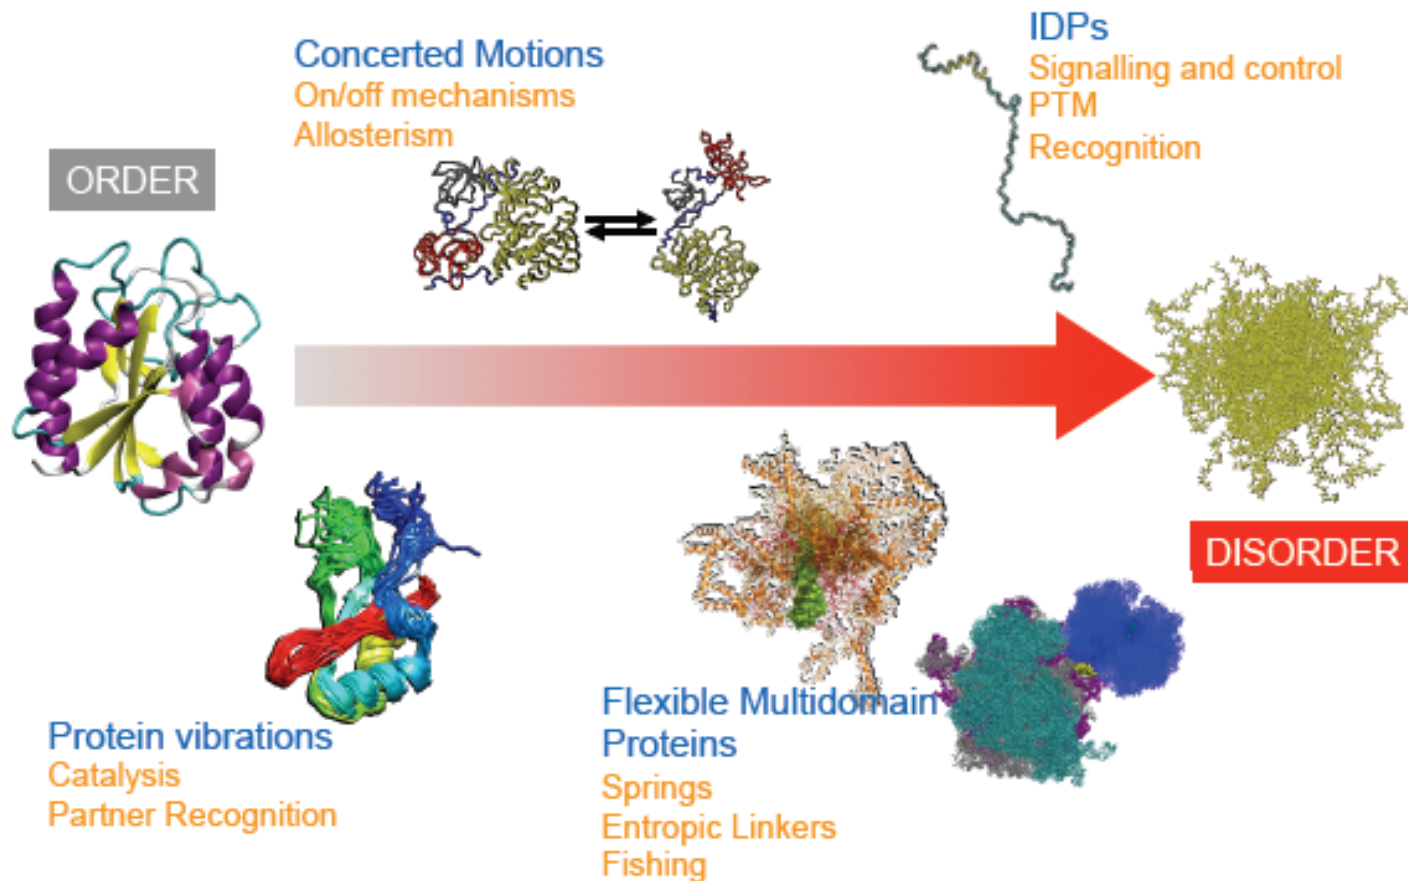 Concerted Motions
On/off mechanisms
Allosterism
IDPs
Signalling and control
PTM
Recognition
ORDER
DISORDER
Protein vibrations
Catalysis
Partner Recognition
Flexible Multidomain
Proteins
Springs
Entropic Linkers
Fishing